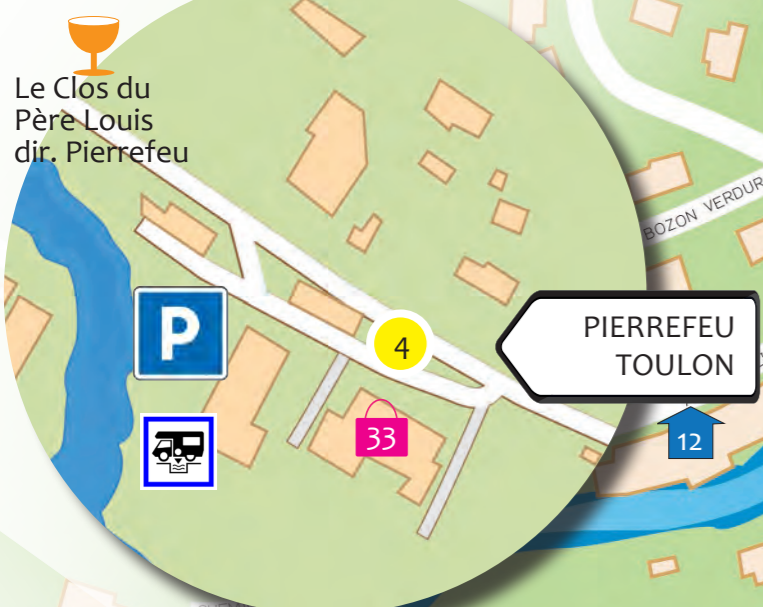 Le Clos du
Père Louis
dir. Pierrefeu
BOZON VERDUR
P
4
PIERREFEU
TOULON
33
12